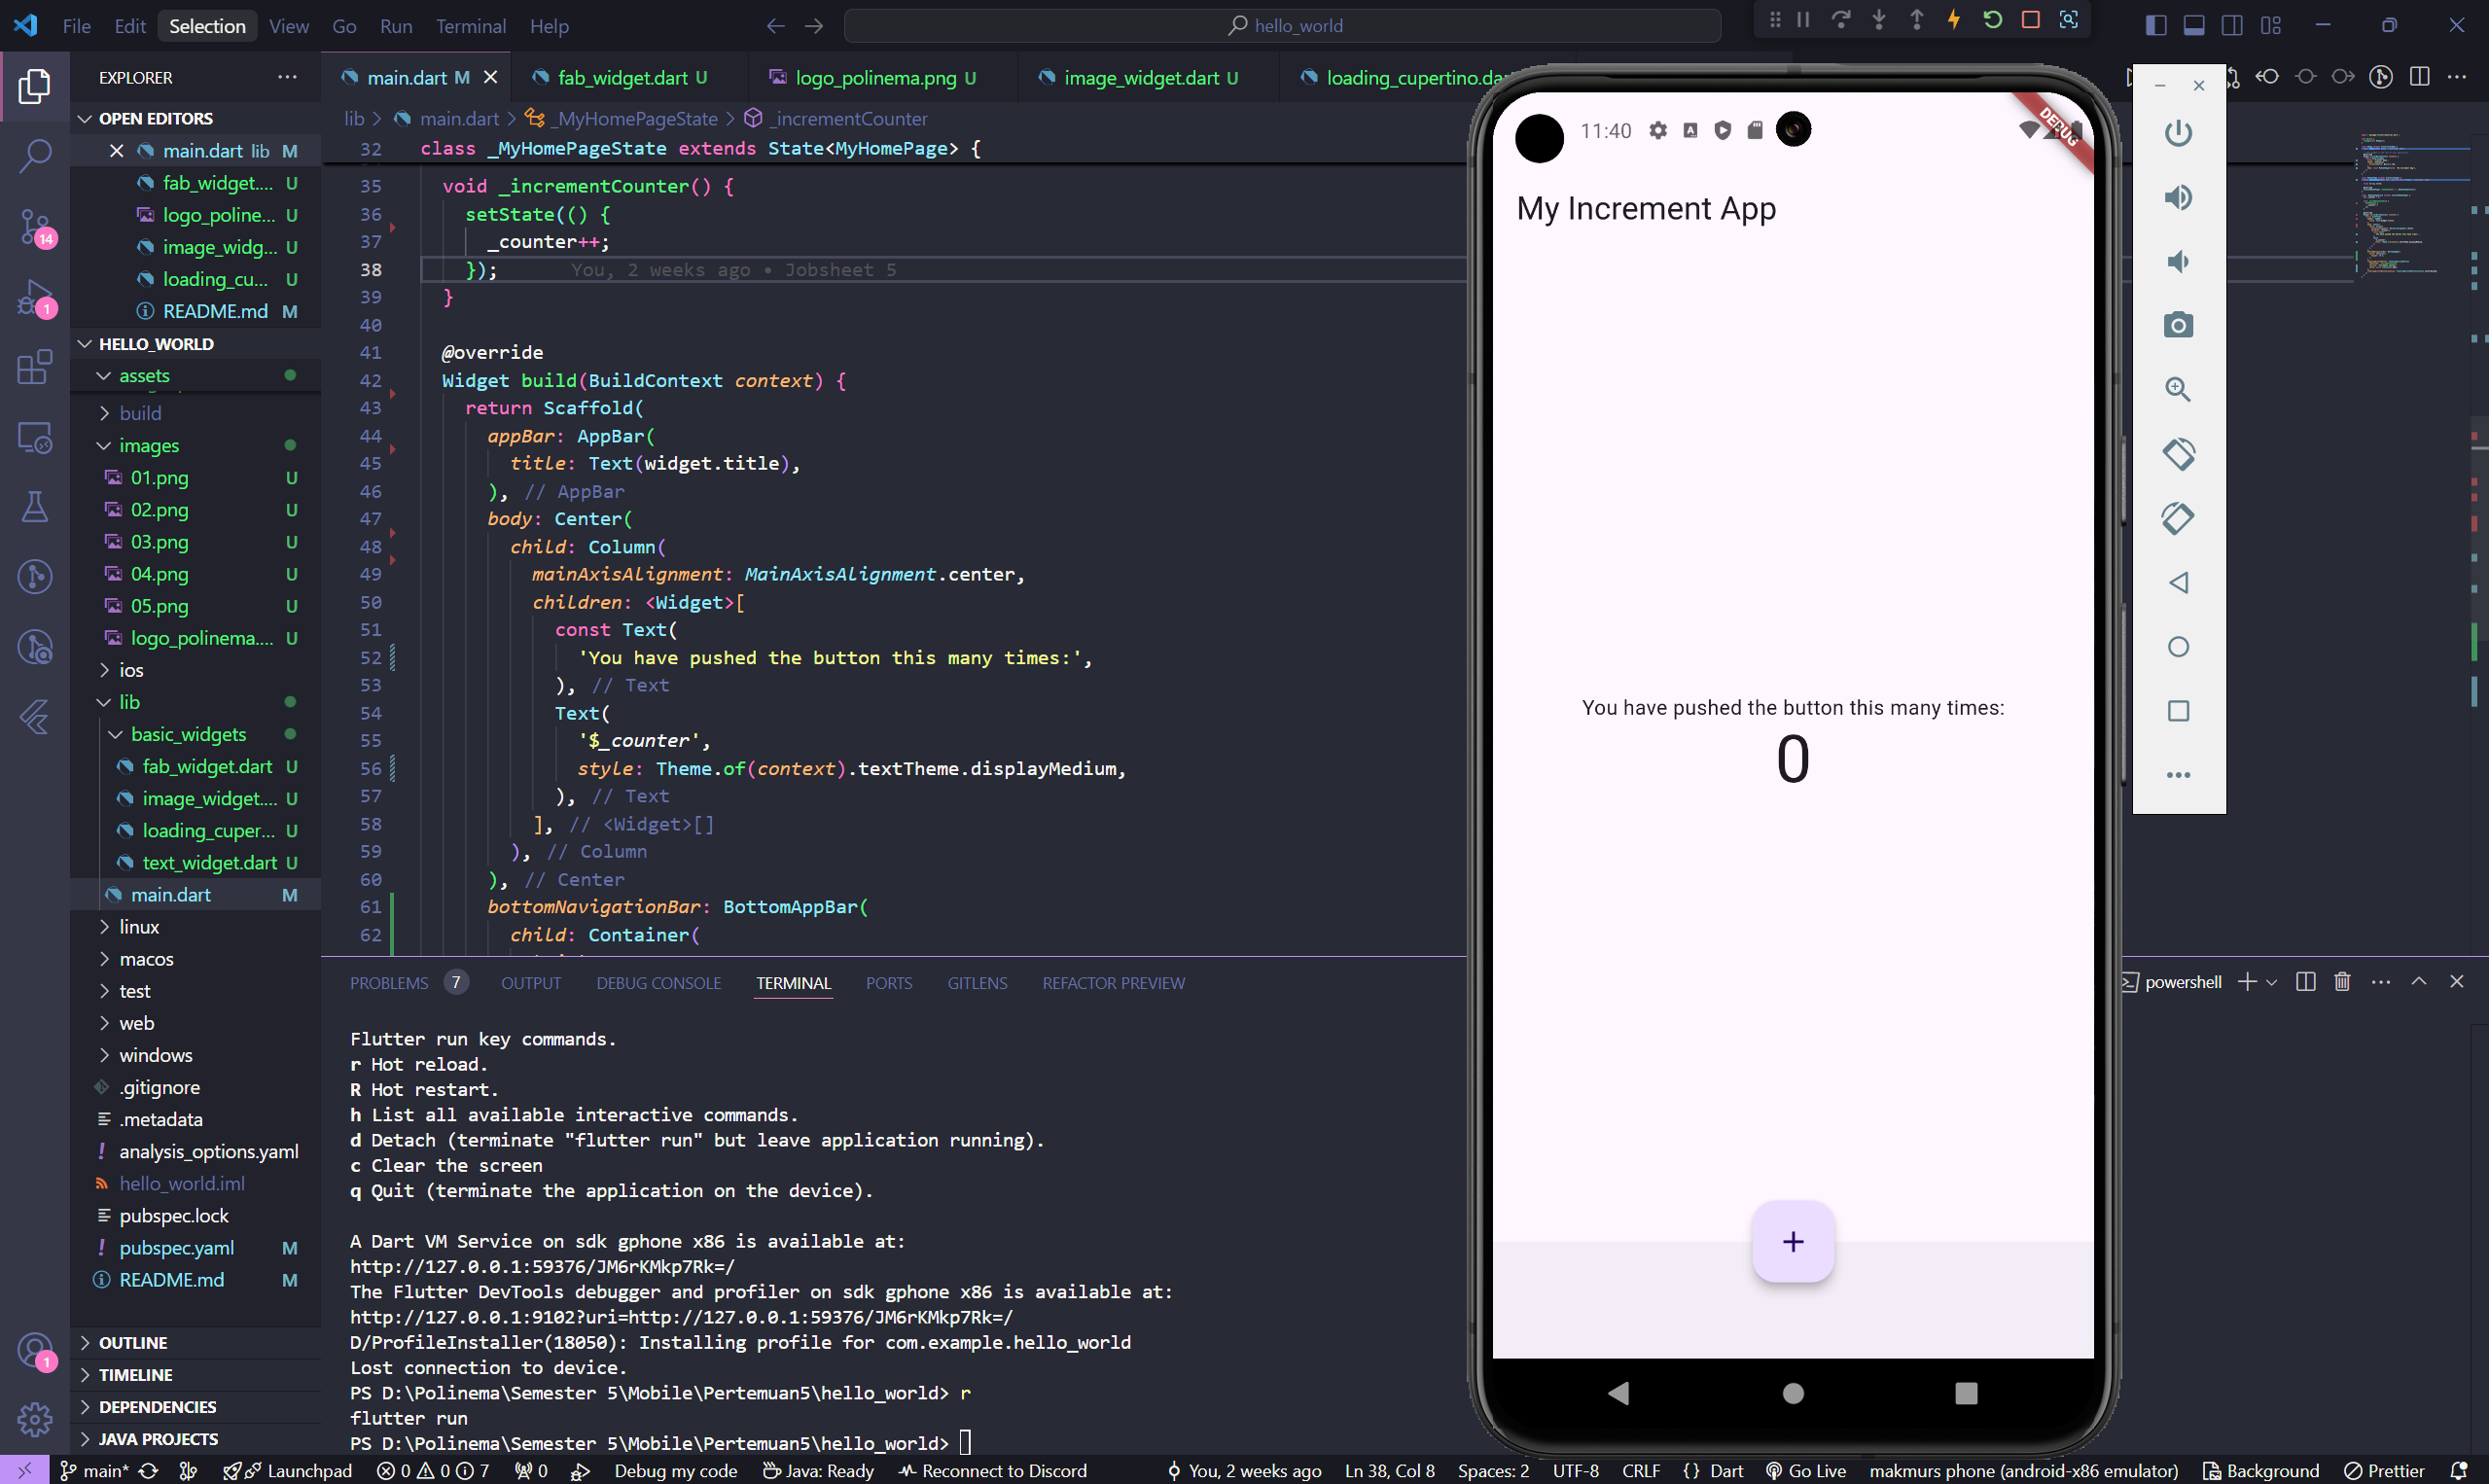 File Edit Selection View Go Run Terminal Help
hello_world
EXPLORER
OPEN EDITORS
main.dart lib M
fab_widget.... U
logo_poline... U
image_widg... U
loading_cu... U
README.md M
HELLO_WORLD
assets
build
images
01.png U
02.png U
03.png U
04.png U
05.png U
logo_polinema.... U
ios
lib
basic_widgets
fab_widget.dart U
image_widget.... U
loading_cuper... U
text_widget.dart U
main.dart M
linux
macos
test
web
windows
.gitignore
.metadata
analysis_options.yaml
hello_world.iml
pubspec.lock
pubspec.yaml M
README.md M
OUTLINE
TIMELINE
DEPENDENCIES
JAVA PROJECTS
14
1
1
main.dart M
fab_widget.dart U
logo_polinema.png U
image_widget.dart U
loading_cupertino.dar
lib > main.dart > _MyHomePageState > _incrementCounter
32 class _MyHomePageState extends State<MyHomePage> {
35 void _incrementCounter() {
36 setState(() {
37 _counter++;
38 }); You, 2 weeks ago • Jobsheet 5
39 }
40
41 @override
42 Widget build(BuildContext context) {
43 return Scaffold(
44 appBar: AppBar(
45 title: Text(widget.title),
46 ), // AppBar
47 body: Center(
48 child: Column(
49 mainAxisAlignment: MainAxisAlignment.center,
50 children: <Widget>[
51 const Text(
52 'You have pushed the button this many times:',
53 ), // Text
54 Text(
55 '$_counter',
56 style: Theme.of(context).textTheme.displayMedium,
57 ), // Text
58 ], // <Widget>[]
59 ), // Column
60 ), // Center
61 bottomNavigationBar: BottomAppBar(
62 child: Container(
PROBLEMS 7 OUTPUT DEBUG CONSOLE TERMINAL PORTS GITLENS REFACTOR PREVIEW
powershell
Flutter run key commands.
r Hot reload.
R Hot restart.
h List all available interactive commands.
d Detach (terminate "flutter run" but leave application running).
c Clear the screen
q Quit (terminate the application on the device).
A Dart VM Service on sdk gphone x86 is available at:
http://127.0.0.1:59376/JM6rKMkp7Rk=/
The Flutter DevTools debugger and profiler on sdk gphone x86 is available at:
http://127.0.0.1:9102?uri=http://127.0.0.1:59376/JM6rKMkp7Rk=/
D/ProfileInstaller(18050): Installing profile for com.example.hello_world
Lost connection to device.
PS D:\Polinema\Semester 5\Mobile\Pertemuan5\hello_world> r
flutter run
PS D:\Polinema\Semester 5\Mobile\Pertemuan5\hello_world>
11:40
DEBUG
My Increment App
You have pushed the button this many times:
0
+
main* Launchpad 0 0 7 0 Debug my code Java: Ready Reconnect to Discord You, 2 weeks ago Ln 38, Col 8 Spaces: 2 UTF-8 CRLF {} Dart Go Live makmurs phone (android-x86 emulator) Background Prettier